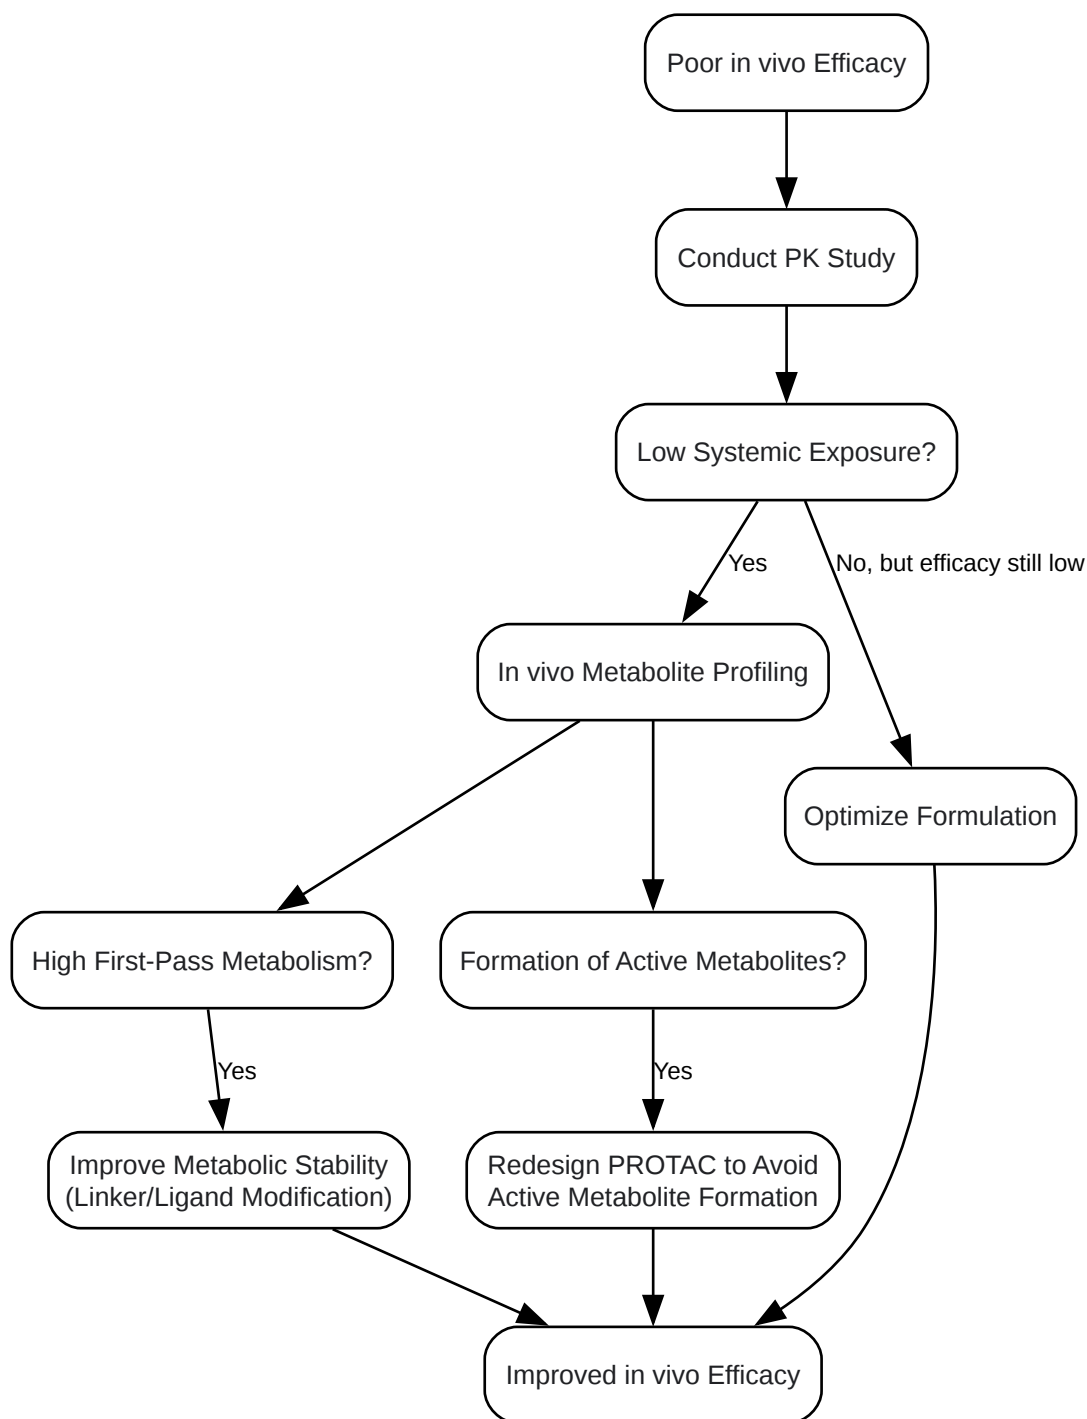 Poor in vivo Efficacy
Conduct PK Study
Low Systemic Exposure?
Yes
No, but efficacy still low
In vivo Metabolite Profiling
Optimize Formulation
High First-Pass Metabolism?
Formation of Active Metabolites?
Yes
Yes
Improve Metabolic Stability
(Linker/Ligand Modification)
Redesign PROTAC to Avoid
Active Metabolite Formation
Improved in vivo Efficacy